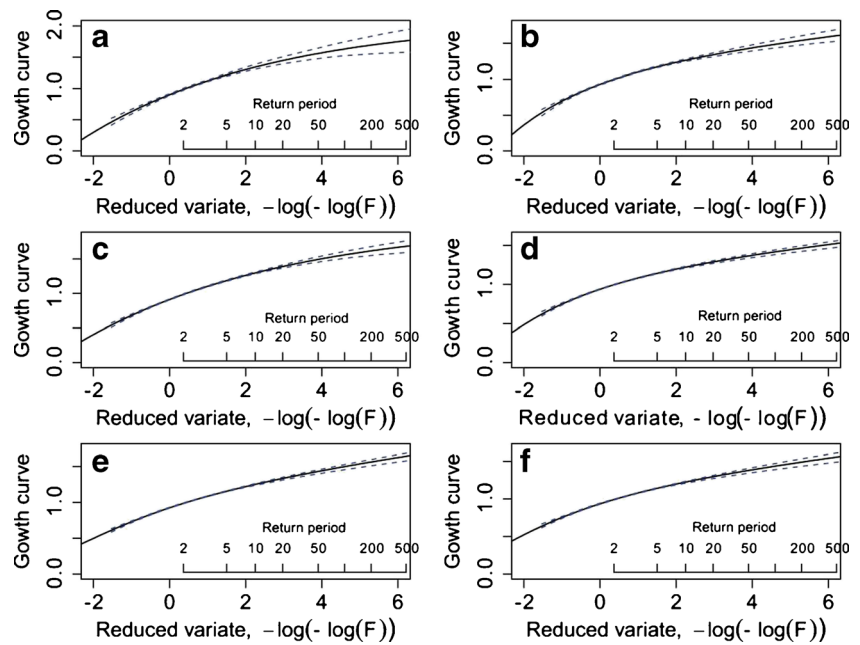 a
Gowth curve
2.0
1.0
0.0
Return period
2 5 10 20 50 200 500
-2 0 2 4 6
Reduced variate, −log(- log(F))
b
Gowth curve
1.0
0.0
Return period
2 5 10 20 50 200 500
-2 0 2 4 6
Reduced variate, −log(- log(F))
c
Gowth curve
1.0
0.0
Return period
2 5 10 20 50 200 500
-2 0 2 4 6
Reduced variate, −log(- log(F))
d
Gowth curve
1.0
0.0
Return period
2 5 10 20 50 200 500
-2 0 2 4 6
Reduced variate, - log(- log(F))
e
Gowth curve
1.0
0.0
Return period
2 5 10 20 50 200 500
-2 0 2 4 6
Reduced variate, −log(- log(F))
f
Gowth curve
1.0
0.0
Return period
2 5 10 20 50 200 500
-2 0 2 4 6
Reduced variate, −log(- log(F))